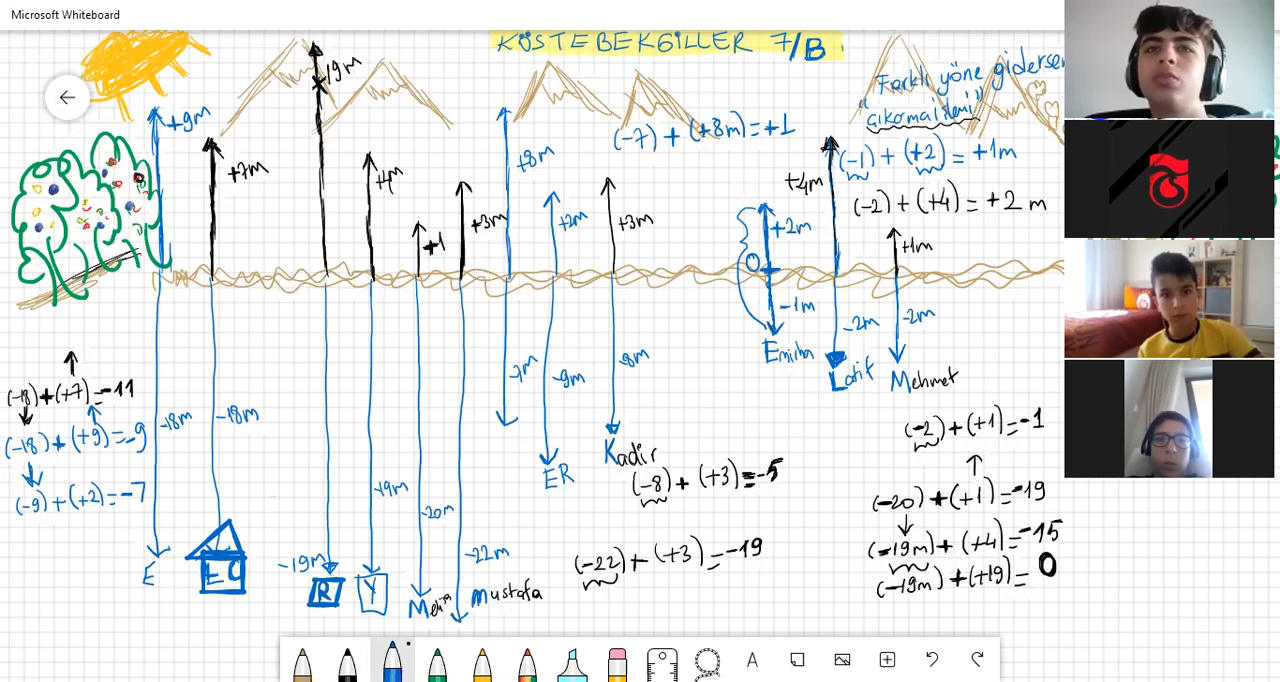 Microsoft Whiteboard
KÖSTEBEKGİLLER 7/B
Farklı yöne gidersen
"çıkarma işlemi"
19m
+9m
+7m
+4m
+1
+3m
+8m
+2m
+3m
(-7) + (+8m) = +1
+2m
0
-1m
+4m
(-1) + (+2) = +1m
(-2) + (+4) = +2 m
+1m
-2m
-2m
Emirha
Latif
Mehmet
(-18)+(+7)=-11
(-18)+(+9)=-9
(-9)+(+2)=-7
-18m
-18m
-19m
-20m
-22m
-7m
-9m
-8m
E
EC
-19m
R
Y
Mustafa
ER
Kadir
(-8) + (+3) = -5
(-22) + (+3) = -19
(-2)+(+1)=-1
(-20)+(+1)=-19
(-19m)+(+4)=-15
(-19m)+(+19)=0
A